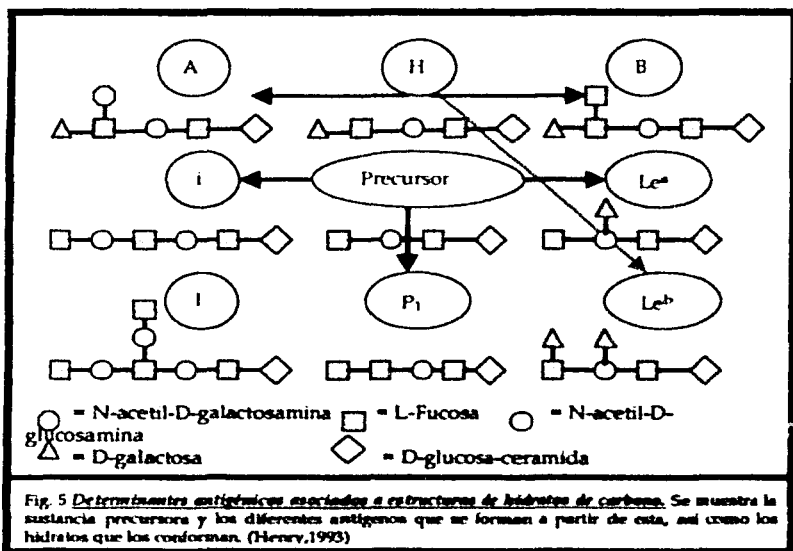 A H B
i Precursor Leᵃ
I P₁ Leᵇ
= N-acetil-D-galactosamina = L-Fucosa = N-acetil-D-
glucosamina
= D-galactosa = D-glucosa-ceramida
Fig. 5 Determinantes antigénicos asociados a estructuras de hidratos de carbono. Se muestra la
sustancia precursora y los diferentes antígenos que se forman a partir de esta, así como los
hidratos que los conforman. (Henry,1993)